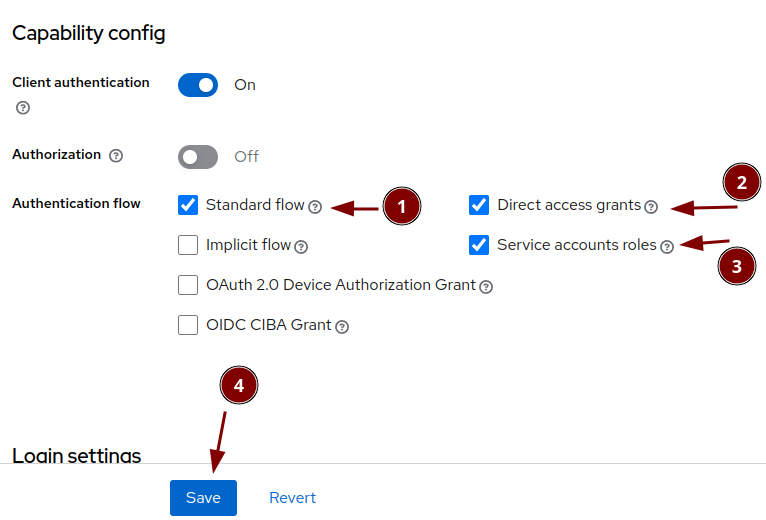 Capability config
Client authentication
On
Authorization
Off
Authentication flow
Standard flow
1
Direct access grants
2
Implicit flow
Service accounts roles
3
OAuth 2.0 Device Authorization Grant
OIDC CIBA Grant
4
Login settings
Save
Revert